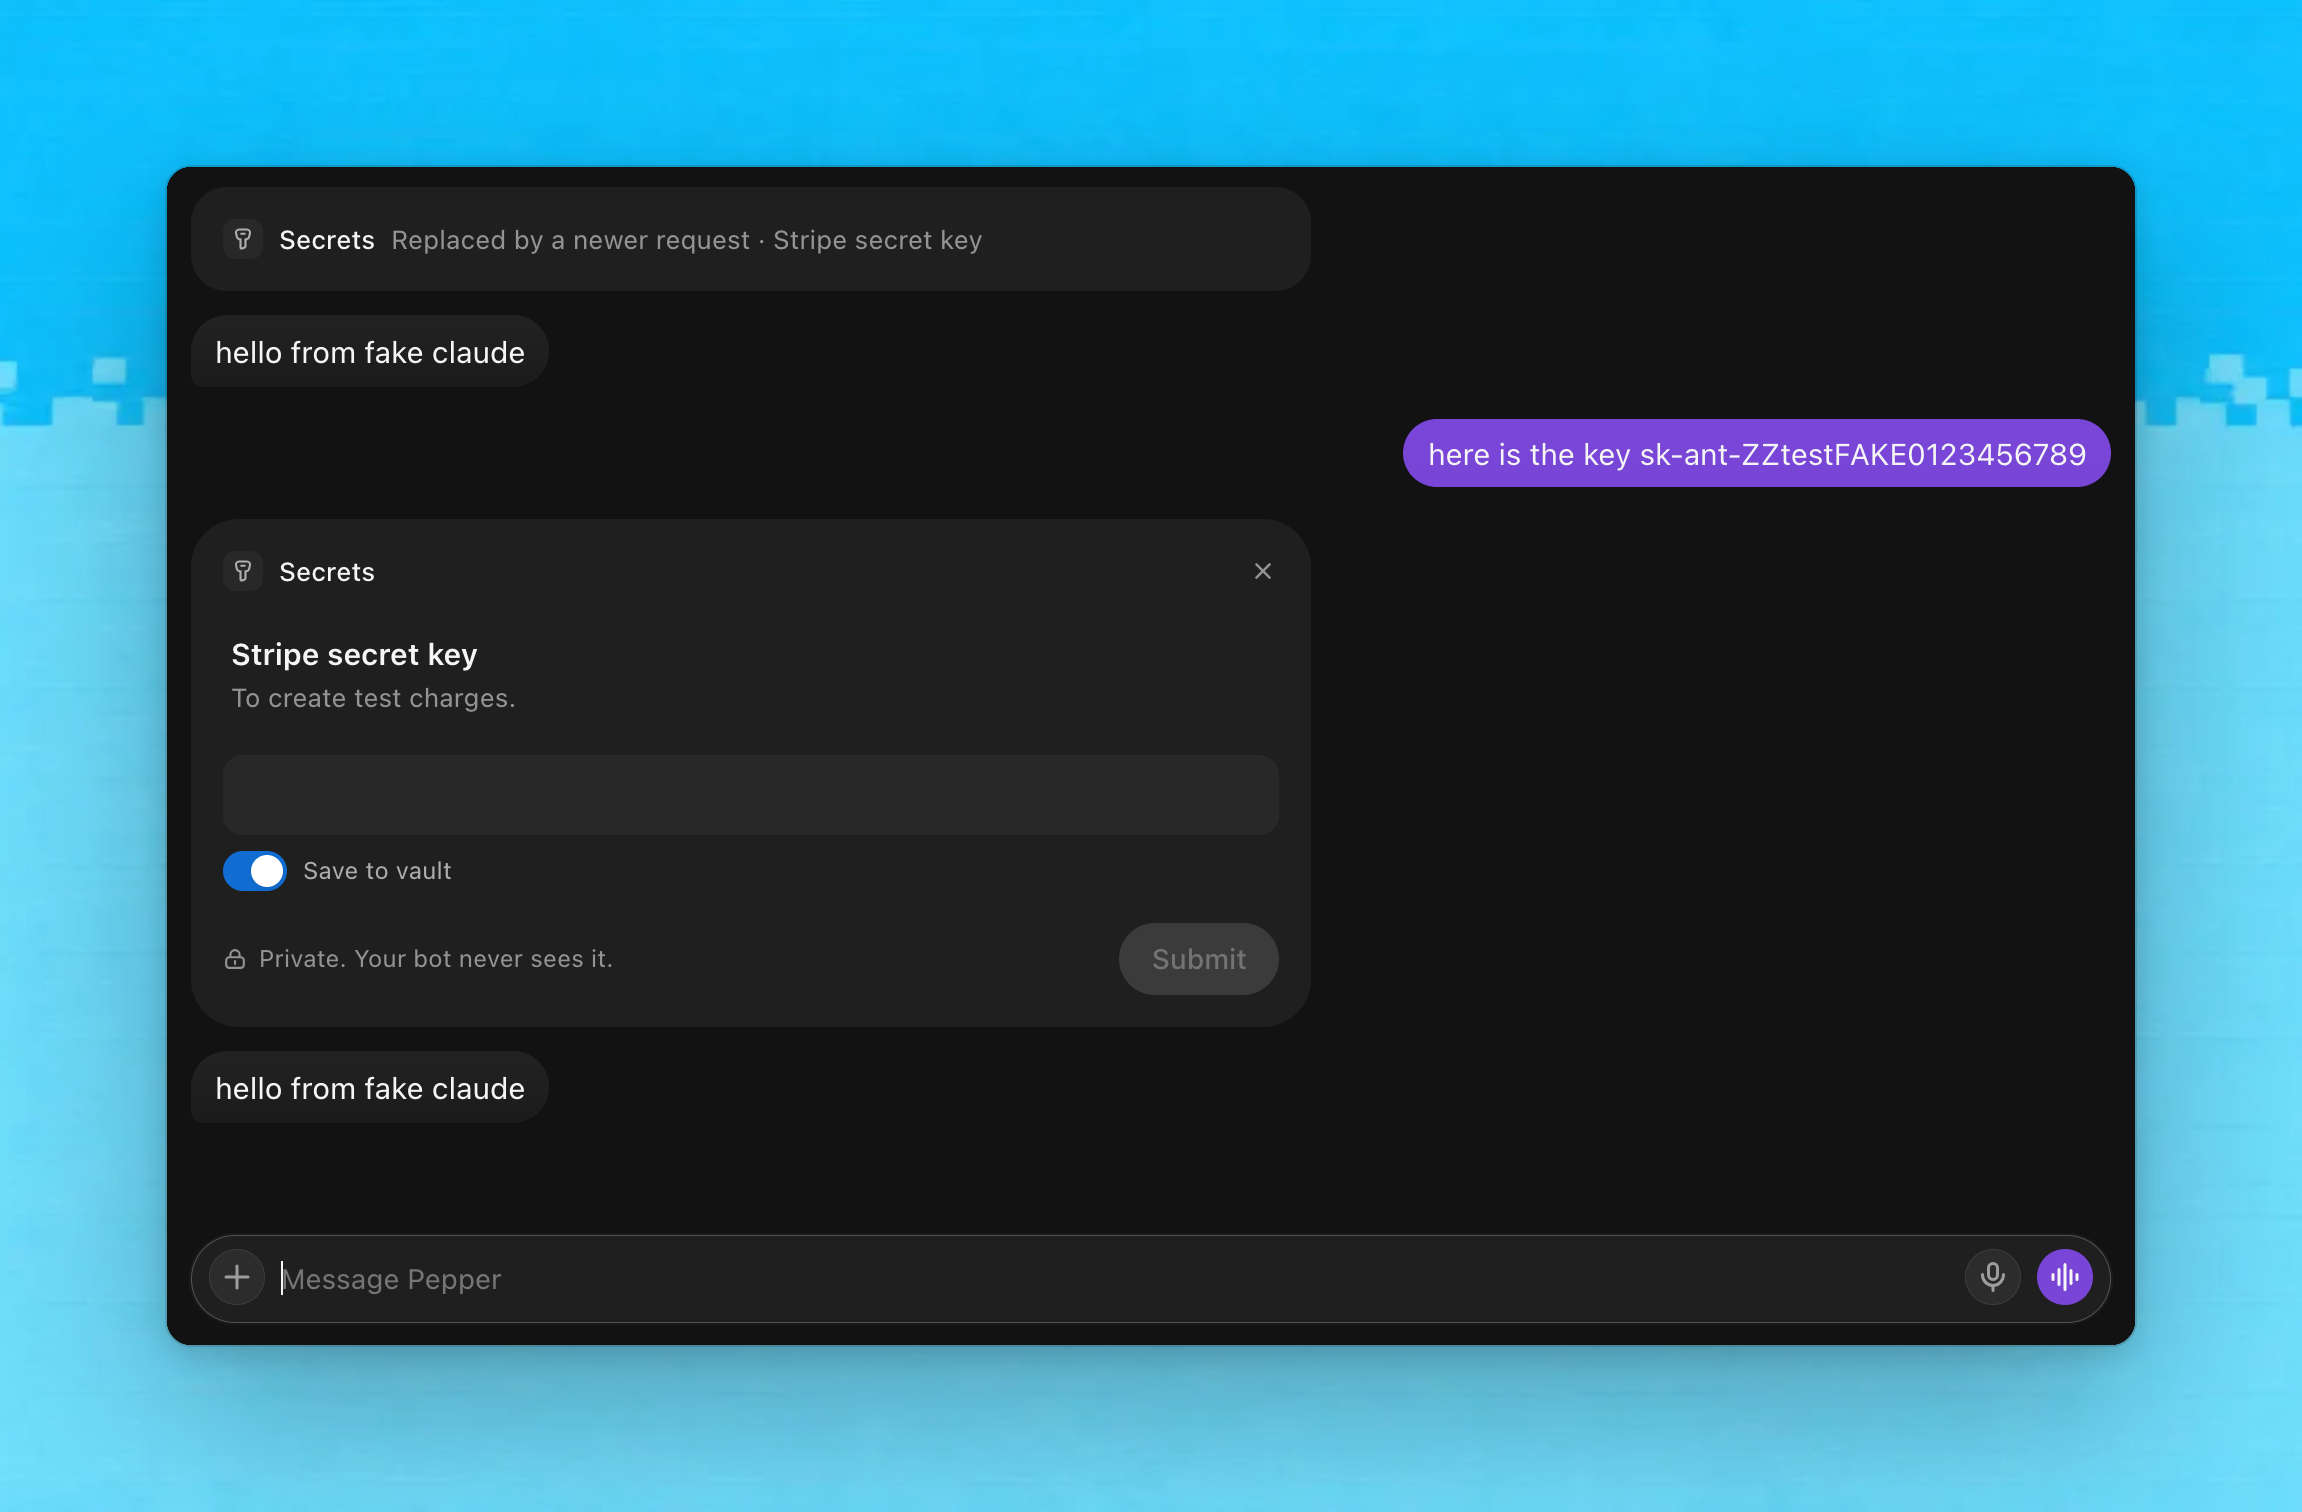 Secrets Replaced by a newer request · Stripe secret key
hello from fake claude
here is the key sk-ant-ZZtestFAKE0123456789
Secrets
Stripe secret key
To create test charges.
Save to vault
Private. Your bot never sees it.
Submit
hello from fake claude
Message Pepper